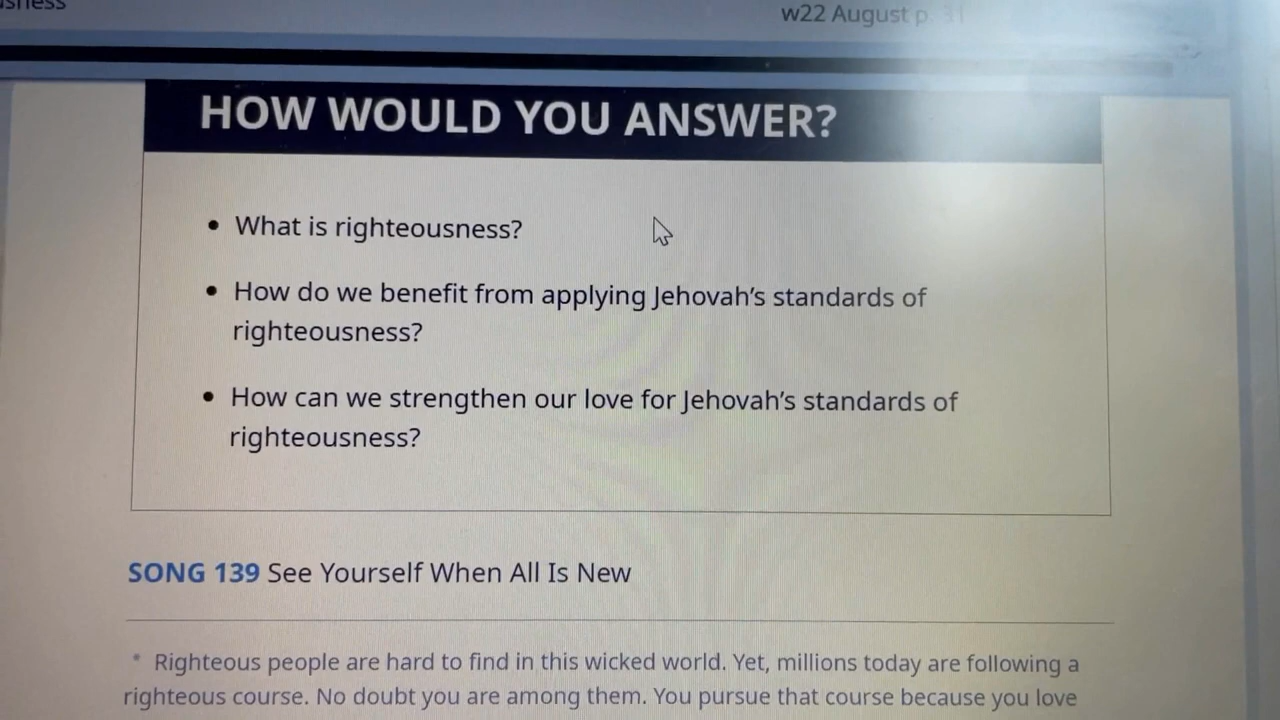 w22 August p.
HOW WOULD YOU ANSWER?
• What is righteousness?
• How do we benefit from applying Jehovah's standards of
righteousness?
• How can we strengthen our love for Jehovah's standards of
righteousness?
SONG 139 See Yourself When All Is New
* Righteous people are hard to find in this wicked world. Yet, millions today are following a
righteous course. No doubt you are among them. You pursue that course because you love